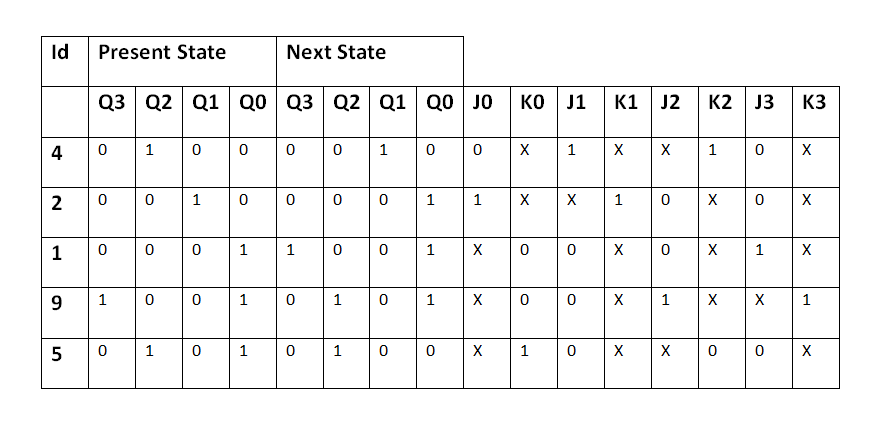 Id Present State Next State
Q3 Q2 Q1 Q0 Q3 Q2 Q1 Q0 J0 K0 J1 K1 J2 K2 J3 K3
4 0 1 0 0 0 0 1 0 0 X 1 X X 1 0 X
2 0 0 1 0 0 0 0 1 1 X X 1 0 X 0 X
1 0 0 0 1 1 0 0 1 X 0 0 X 0 X 1 X
9 1 0 0 1 0 1 0 1 X 0 0 X 1 X X 1
5 0 1 0 1 0 1 0 0 X 1 0 X X 0 0 X